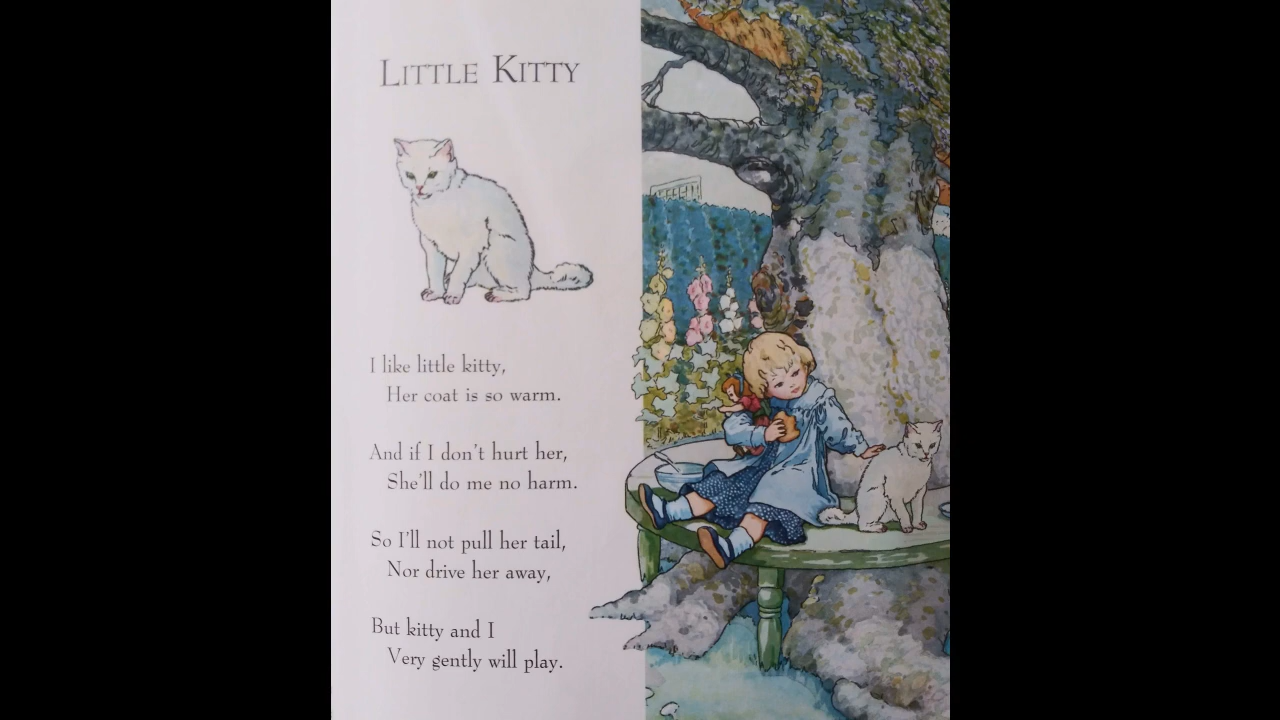 LITTLE KITTY
I like little kitty,
Her coat is so warm.
And if I don't hurt her,
She'll do me no harm.
So I'll not pull her tail,
Nor drive her away,
But kitty and I
Very gently will play.